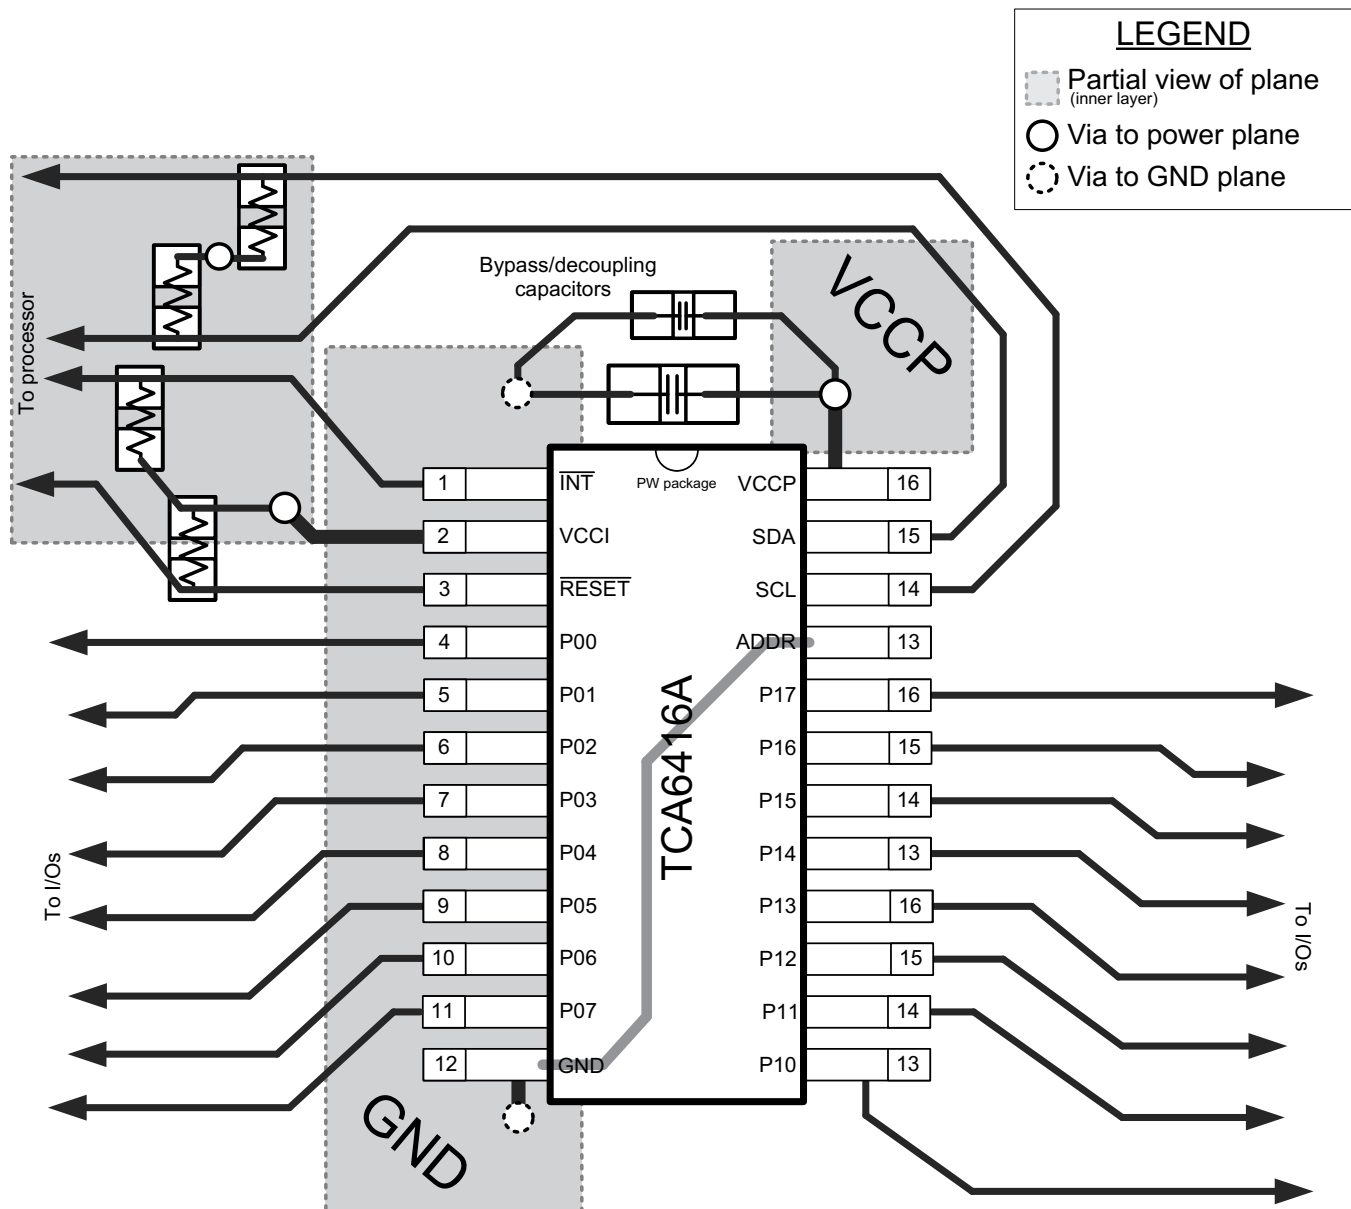 LEGEND
Partial view of plane
(inner layer)
Via to power plane
Via to GND plane
To processor
Bypass/decoupling
capacitors
VCCP
PW package
TCA6416A
1 INT
2 VCCI
3 RESET
4 P00
5 P01
6 P02
7 P03
8 P04
9 P05
10 P06
11 P07
12 GND
VCCP 16
SDA 15
SCL 14
ADDR 13
P17 16
P16 15
P15 14
P14 13
P13 16
P12 15
P11 14
P10 13
To I/Os
To I/Os
GND